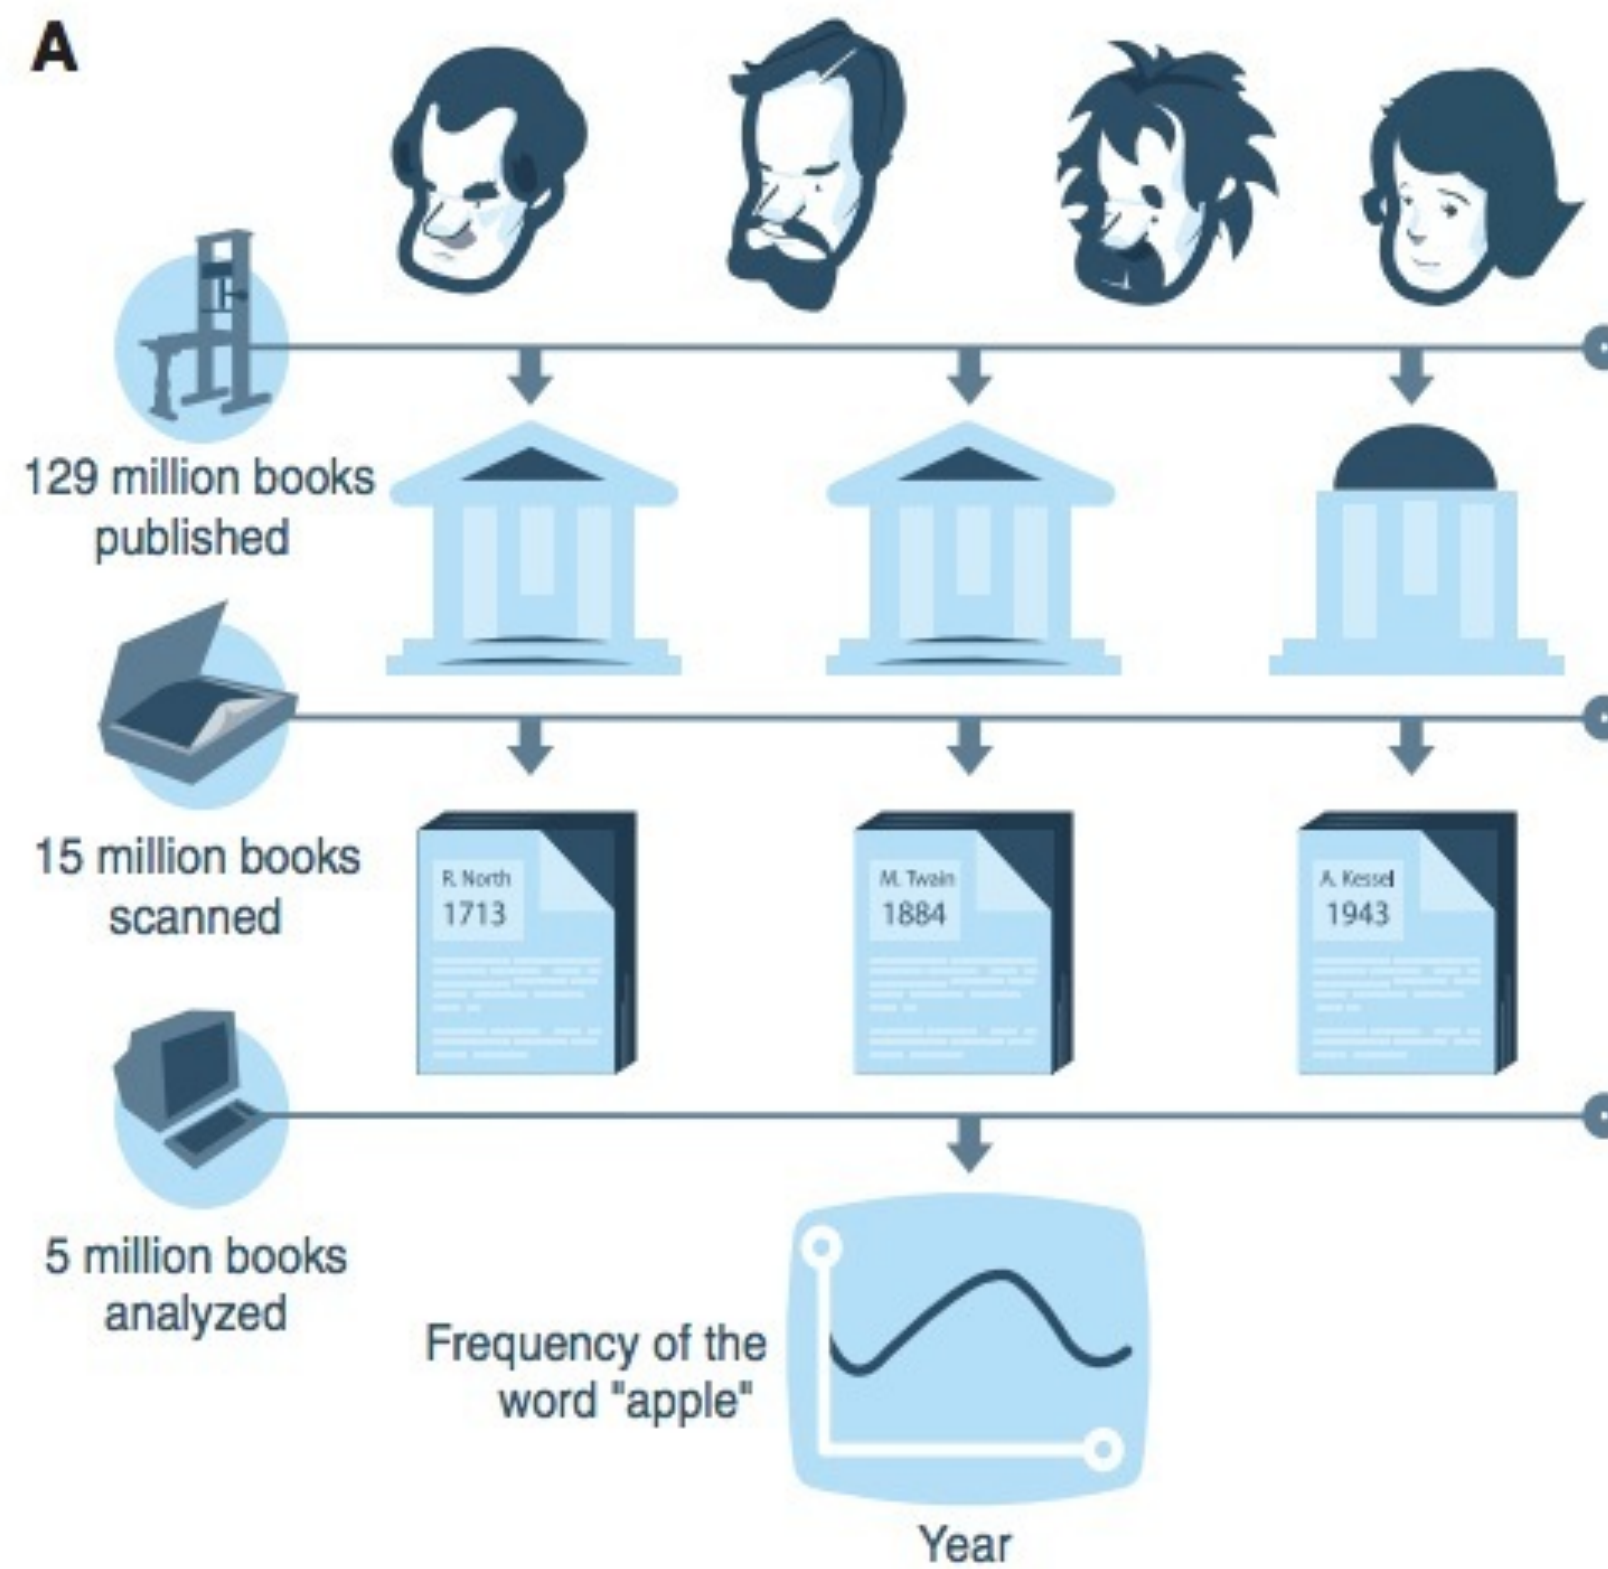 A
129 million books
published
15 million books
scanned
R. North
1713
M. Twain
1884
A. Kessel
1943
5 million books
analyzed
Frequency of the
word "apple"
Year